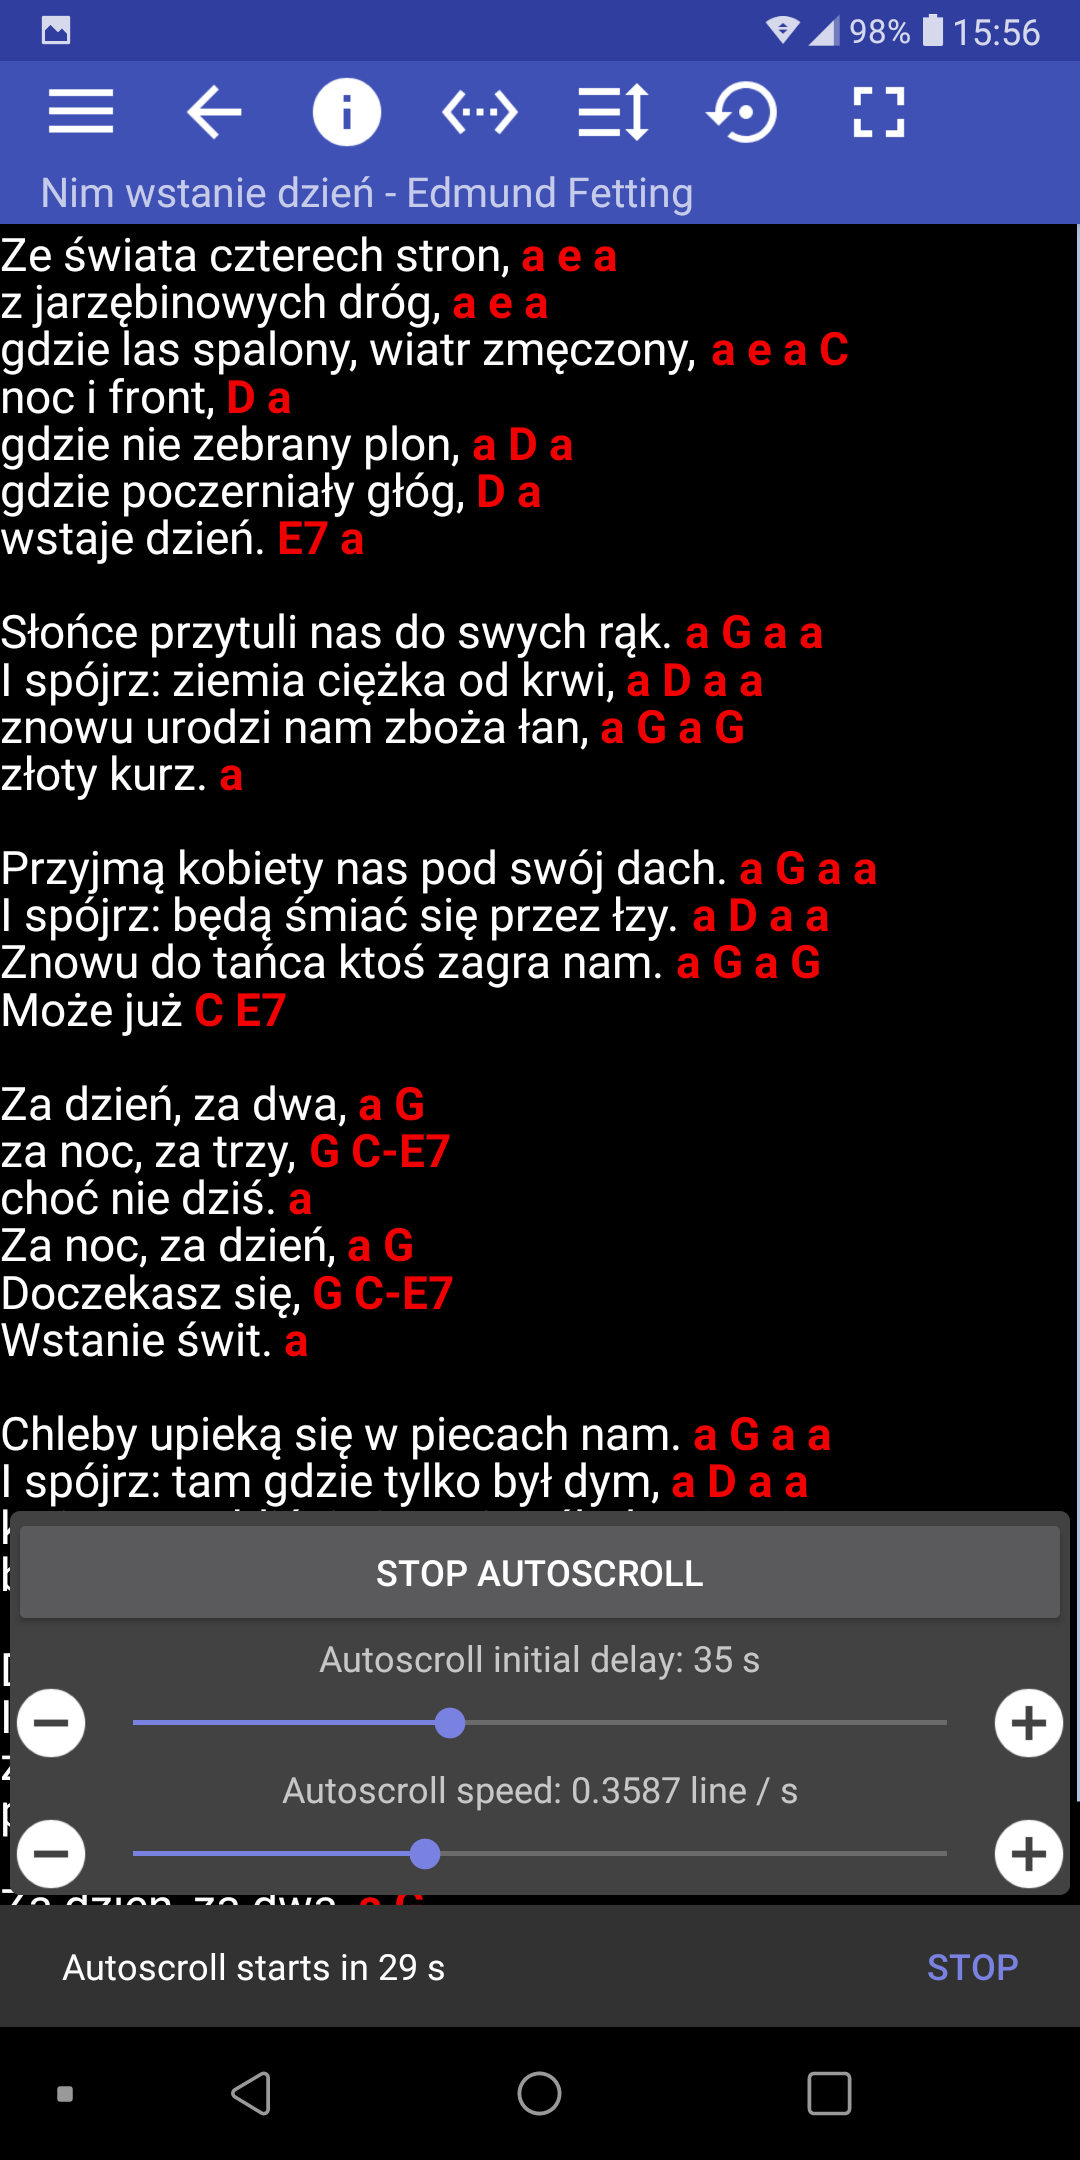 98% 15:56
Nim wstanie dzień - Edmund Fetting
Ze świata czterech stron, a e a
z jarzębinowych dróg, a e a
gdzie las spalony, wiatr zmęczony, a e a C
noc i front, D a
gdzie nie zebrany plon, a D a
gdzie poczerniały głóg, D a
wstaje dzień. E7 a
Słońce przytuli nas do swych rąk. a G a a
I spójrz: ziemia ciężka od krwi, a D a a
znowu urodzi nam zboża łan, a G a G
złoty kurz. a
Przyjmą kobiety nas pod swój dach. a G a a
I spójrz: będą śmiać się przez łzy. a D a a
Znowu do tańca ktoś zagra nam. a G a G
Może już C E7
Za dzień, za dwa, a G
za noc, za trzy, G C-E7
choć nie dziś. a
Za noc, za dzień, a G
Doczekasz się, G C-E7
Wstanie świt. a
Chleby upieką się w piecach nam. a G a a
I spójrz: tam gdzie tylko był dym, a D a a
STOP AUTOSCROLL
Autoscroll initial delay: 35 s
Autoscroll speed: 0.3587 line / s
Za dzień, za dwa, a G
Autoscroll starts in 29 s STOP